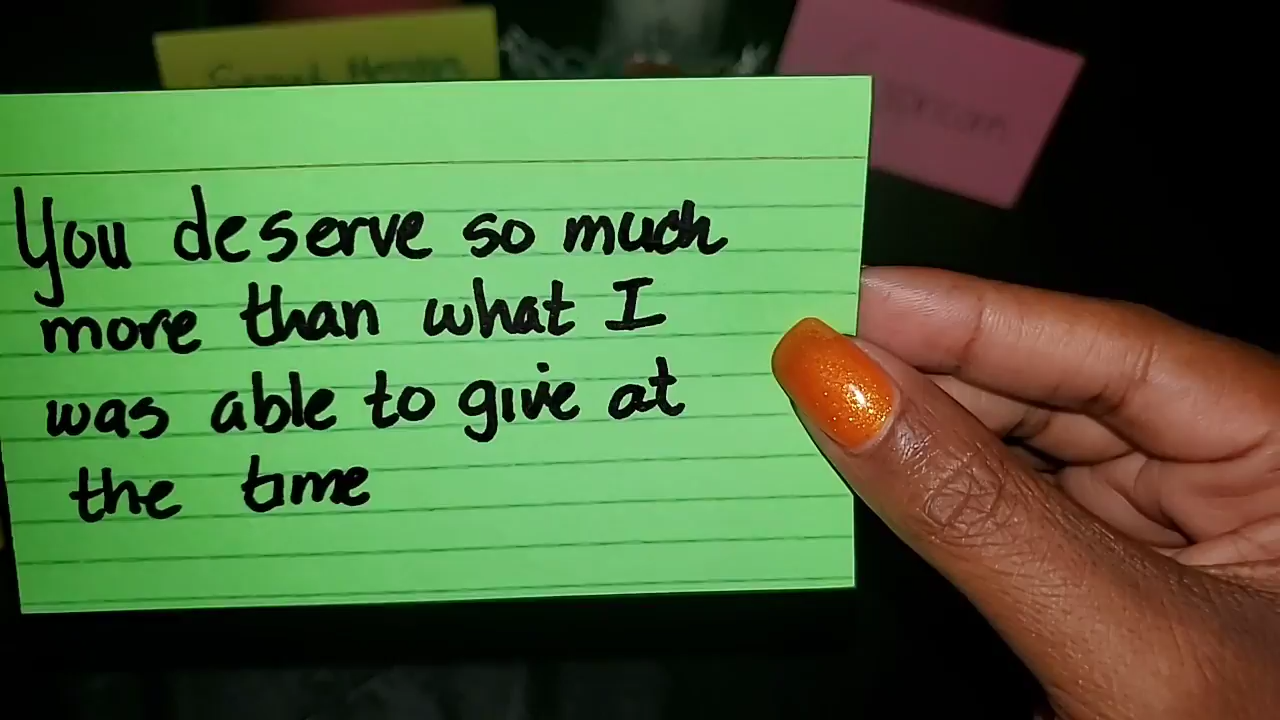 You deserve so much
more than what I
was able to give at
the time